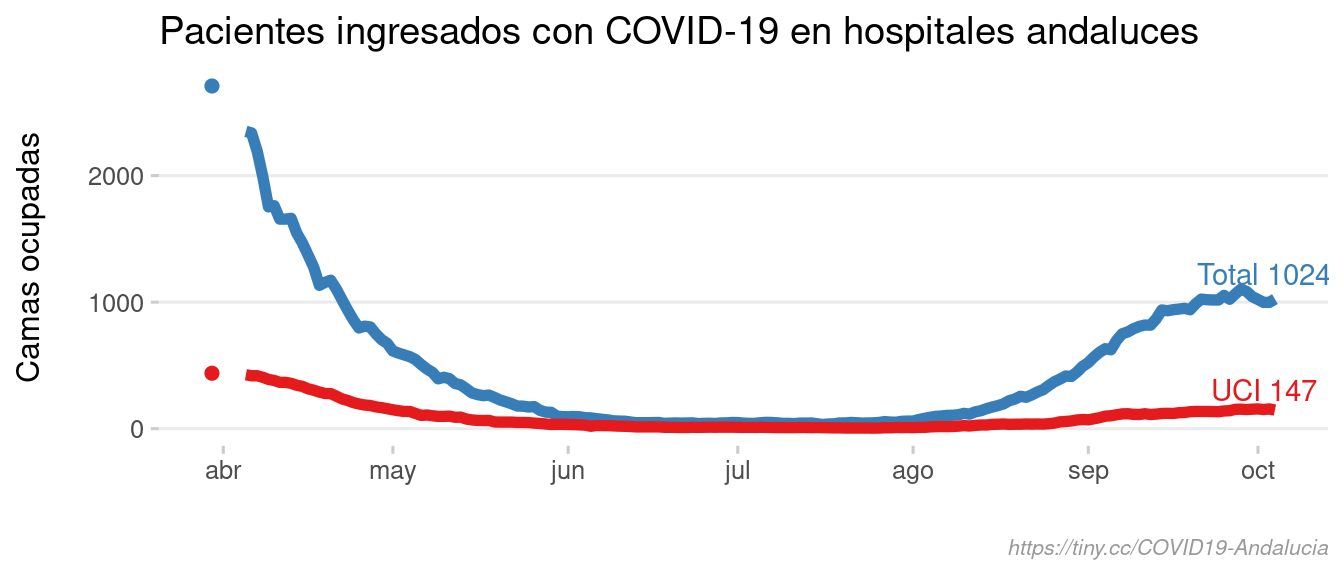 Pacientes ingresados con COVID-19 en hospitales andaluces
Camas ocupadas
2000
1000
0
Total 1024
UCI 147
abr may jun jul ago sep oct
https://tiny.cc/COVID19-Andalucia